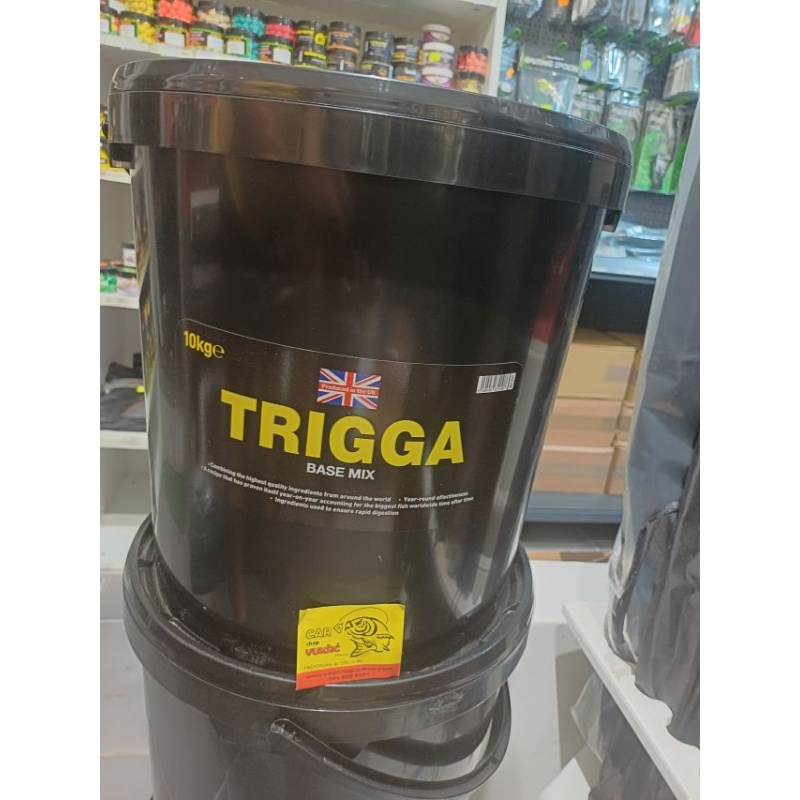 10kg℮
Produced in the UK
TRIGGA
BASE MIX
• Combining the highest quality ingredients from around the world • Year-round effectiveness
• A recipe that has proven itself year-on-year accounting for the biggest fish worldwide time after time
• Ingredients used to ensure rapid digestion
CAR
shop